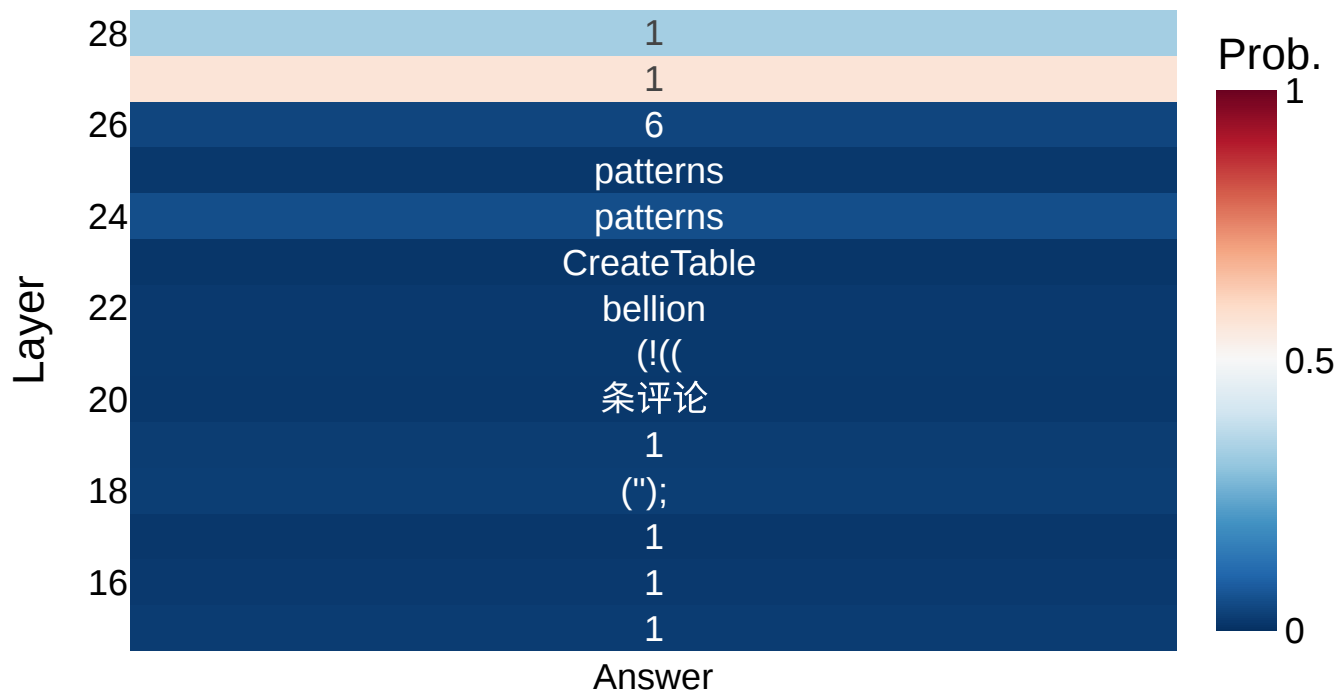 28
1
Prob.
1
1
26
6
patterns
24
patterns
CreateTable
22
bellion
(!((
0.5
20
条评论
1
18
(");
1
16
1
1
0
Layer
Answer